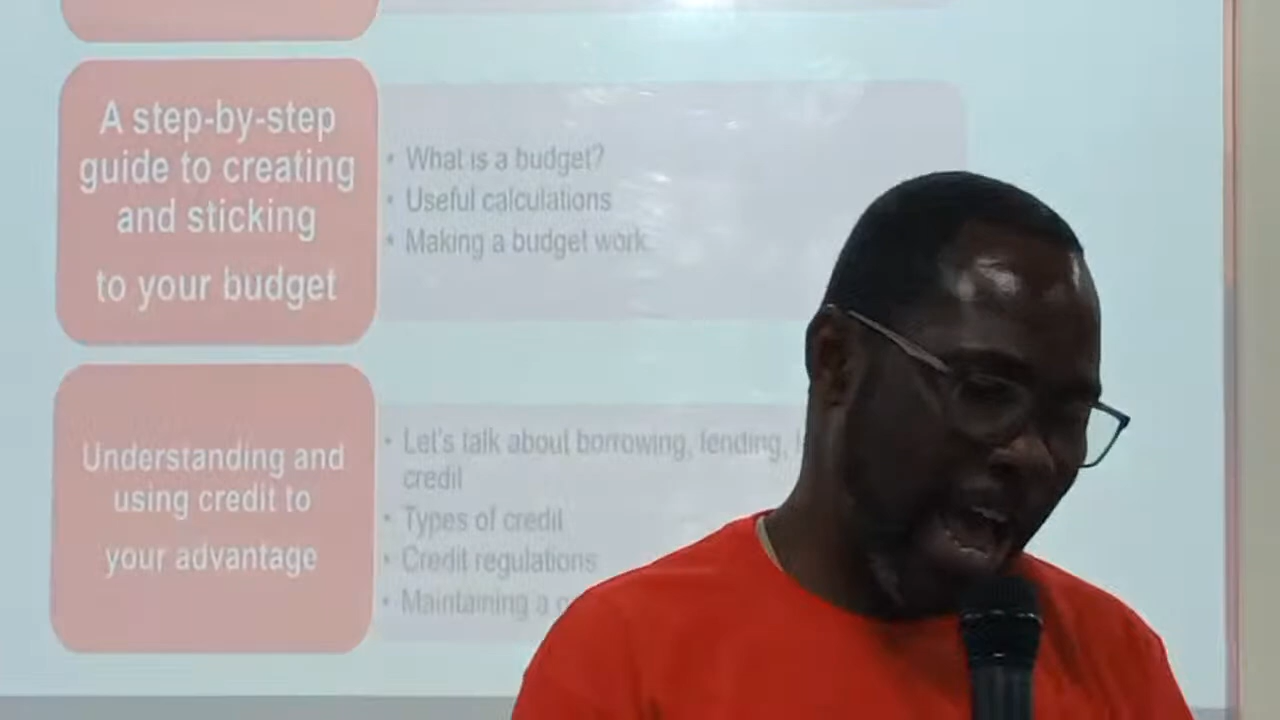 A step-by-step
guide to creating
and sticking
to your budget
• What is a budget?
• Useful calculations
• Making a budget work
Understanding and
using credit to
your advantage
• Let's talk about borrowing, lending,
credit
• Types of credit
• Credit regulations
• Maintaining a